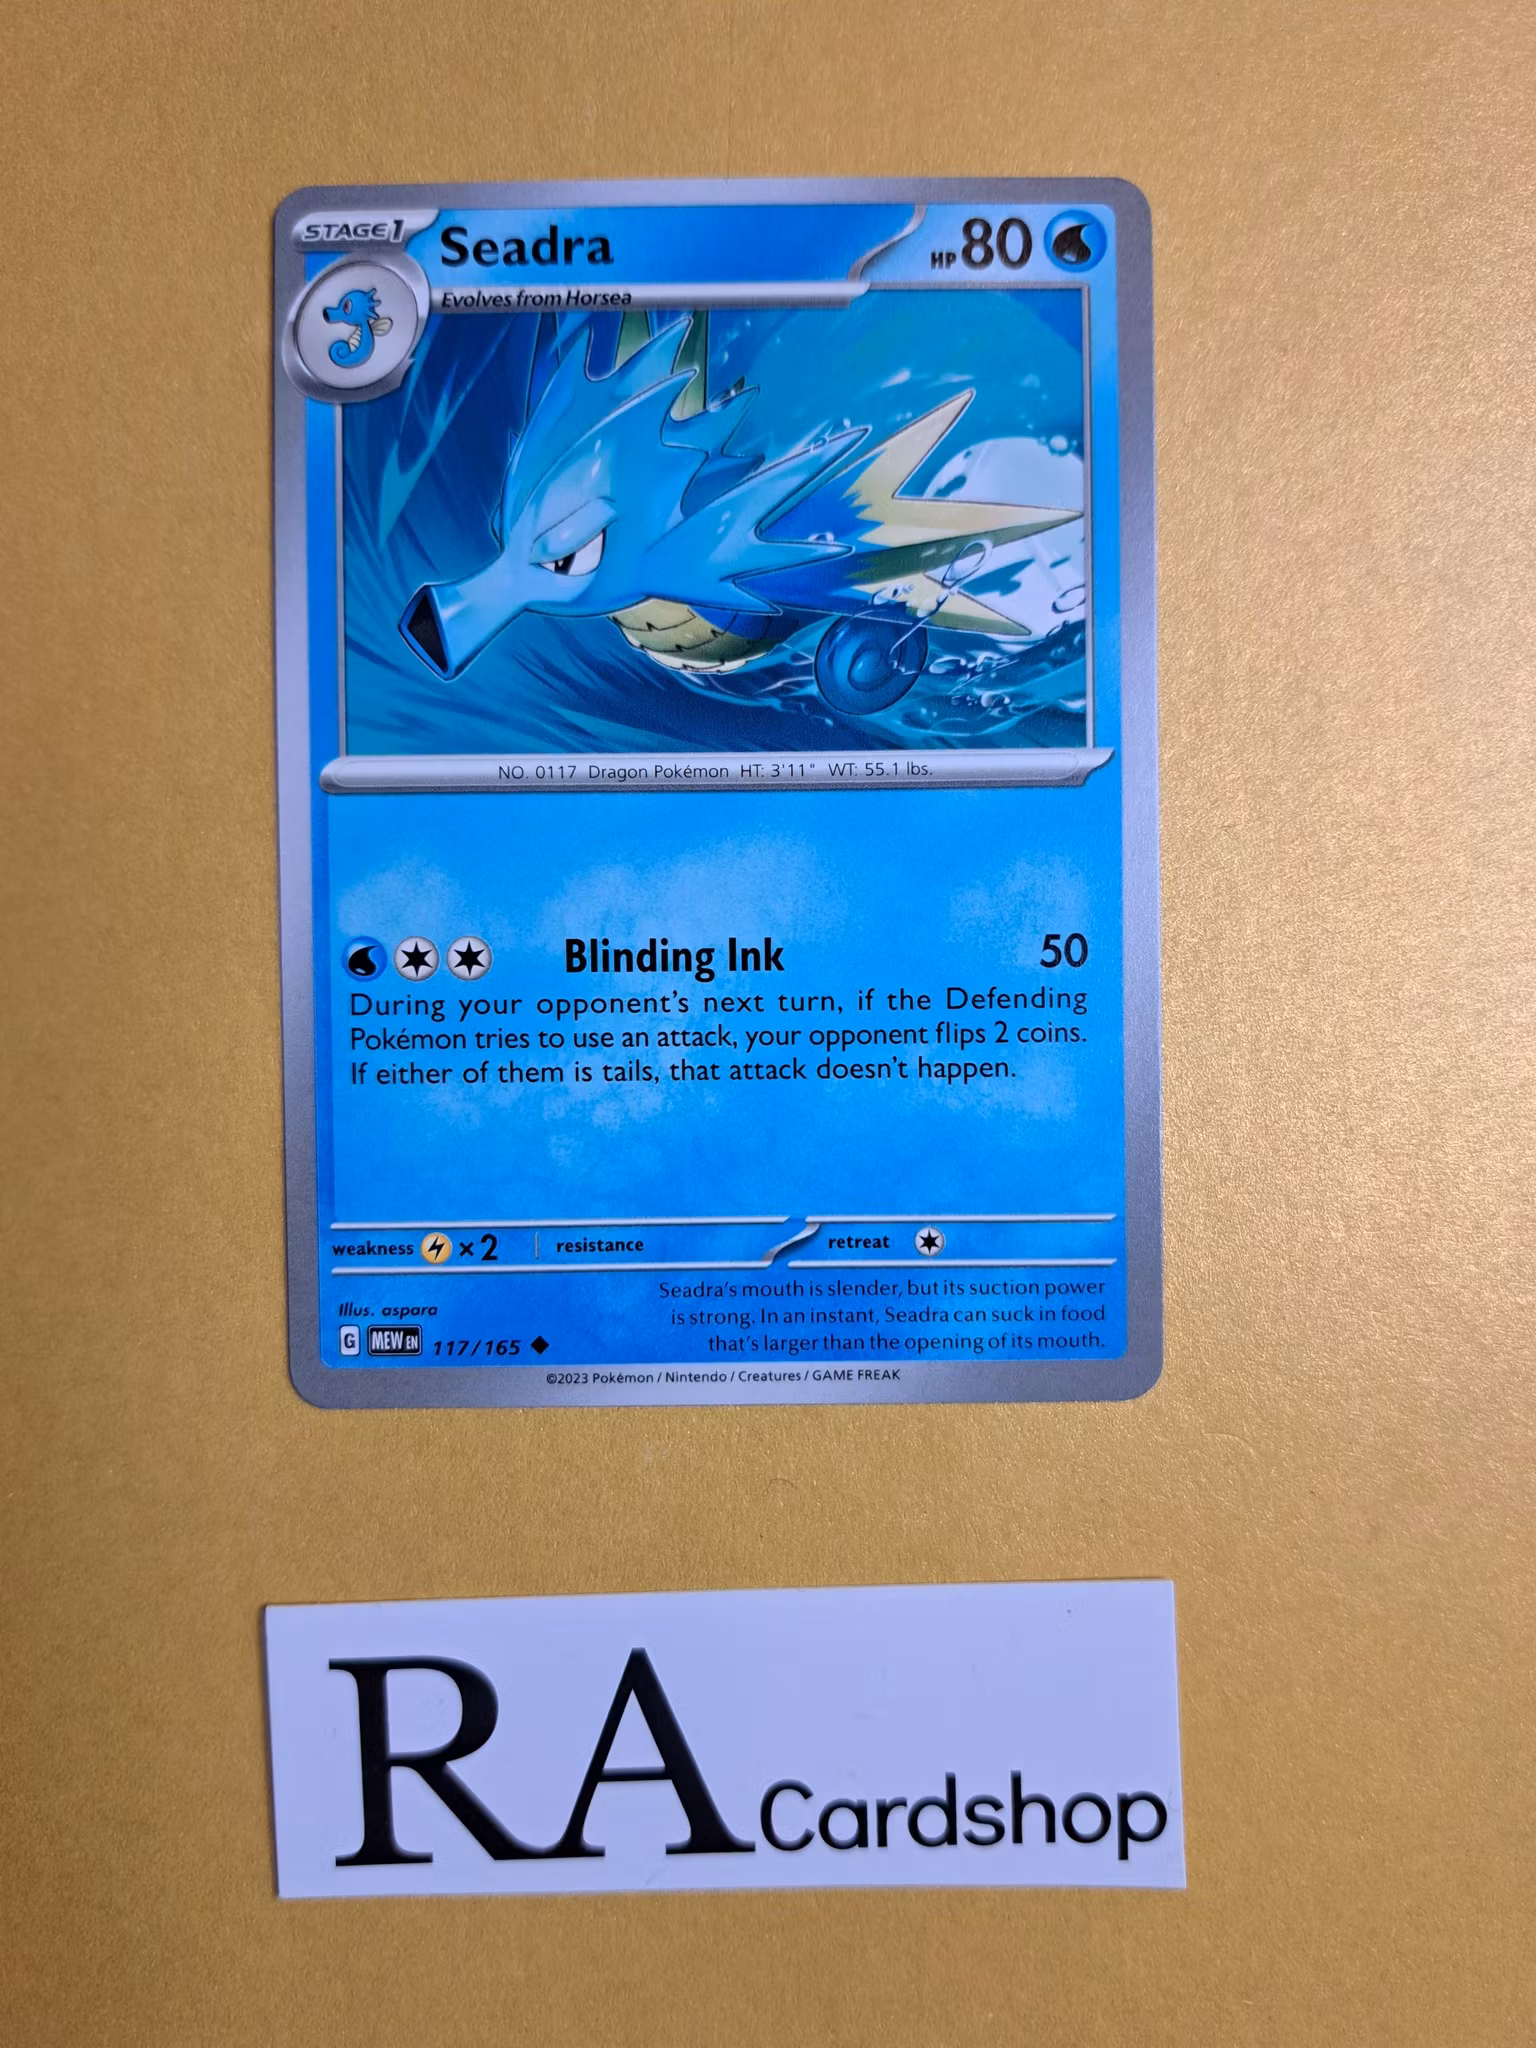 STAGE1
Seadra
HP 80
Evolves from Horsea
NO. 0117 Dragon Pokémon HT: 3'11" WT: 55.1 lbs.
Blinding Ink 50
During your opponent's next turn, if the Defending
Pokémon tries to use an attack, your opponent flips 2 coins.
If either of them is tails, that attack doesn't happen.
weakness ×2 resistance retreat
Seadra's mouth is slender, but its suction power
is strong. In an instant, Seadra can suck in food
that's larger than the opening of its mouth.
Illus. aspara
G MEW EN 117/165
©2023 Pokémon / Nintendo / Creatures / GAME FREAK
RA Cardshop